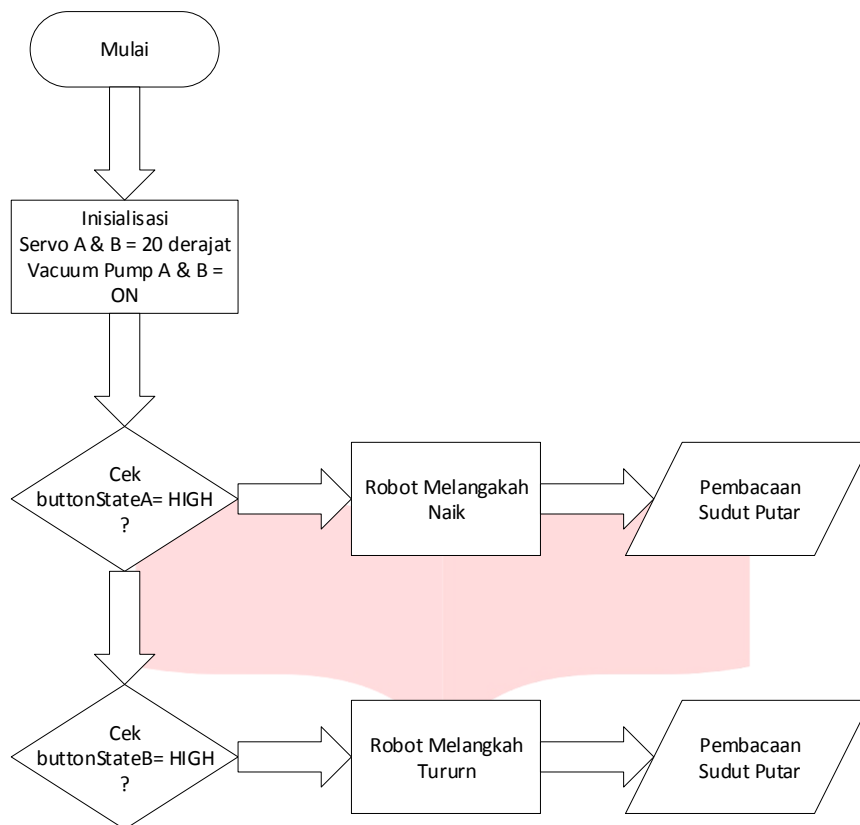 Mulai
Inisialisasi
Servo A & B = 20 derajat
Vacuum Pump A & B =
ON
Cek
buttonStateA= HIGH
?
Robot Melangakah
Naik
Pembacaan
Sudut Putar
Cek
buttonStateB= HIGH
?
Robot Melangkah
Tururn
Pembacaan
Sudut Putar